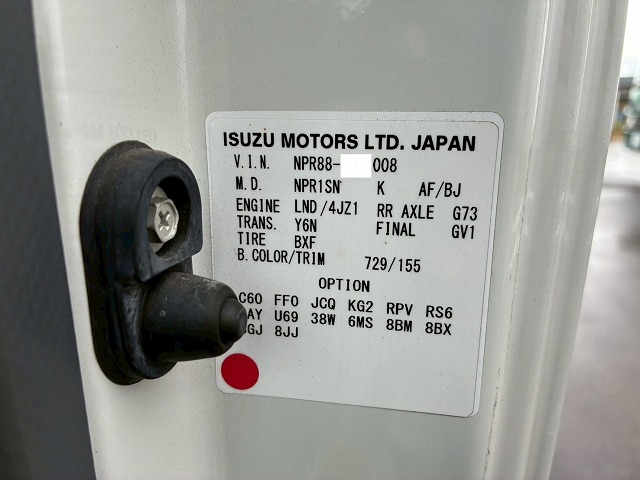 ISUZU MOTORS LTD. JAPAN
V.I.N. NPR88- 008
M.D. NPR1SN K AF/BJ
ENGINE LND/4JZ1 RR AXLE G73
TRANS. Y6N FINAL GV1
TIRE BXF
B.COLOR/TRIM 729/155
OPTION
C60 FF0 JCQ KG2 RPV RS6
U69 38W 6MS 8BM 8BX
8JJ